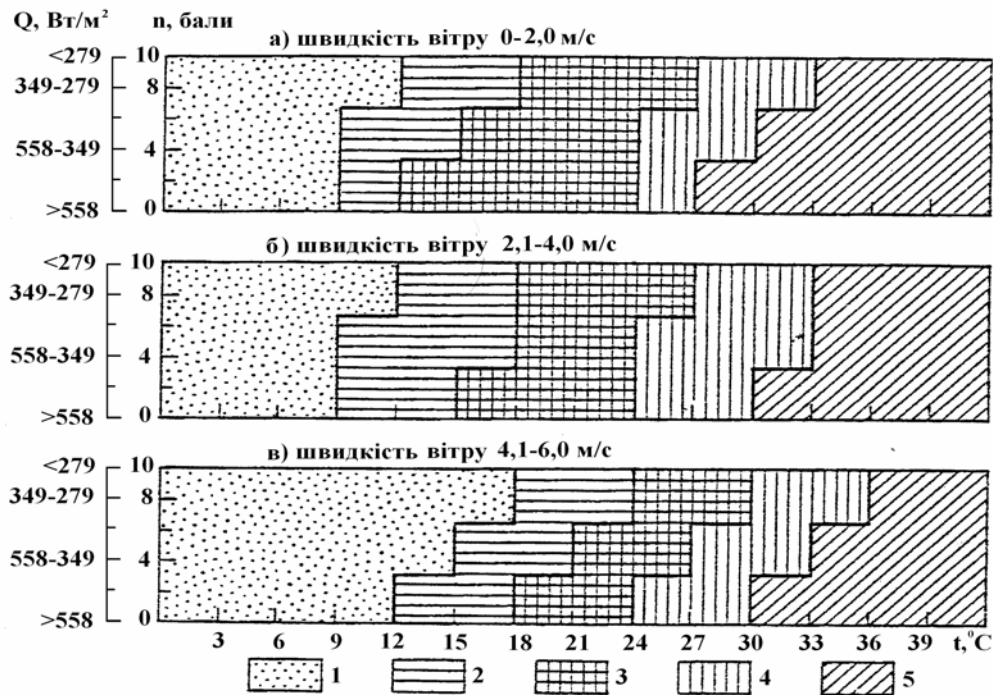 Q, Вт/м² n, бали
а) швидкість вітру 0-2,0 м/с
<279 10
349-279 8
558-349 4
>558 0
б) швидкість вітру 2,1-4,0 м/с
<279 10
349-279 8
558-349 4
>558 0
в) швидкість вітру 4,1-6,0 м/с
<279 10
349-279 8
558-349 4
>558 0
3 6 9 12 15 18 21 24 27 30 33 36 39 t,°C
1 2 3 4 5